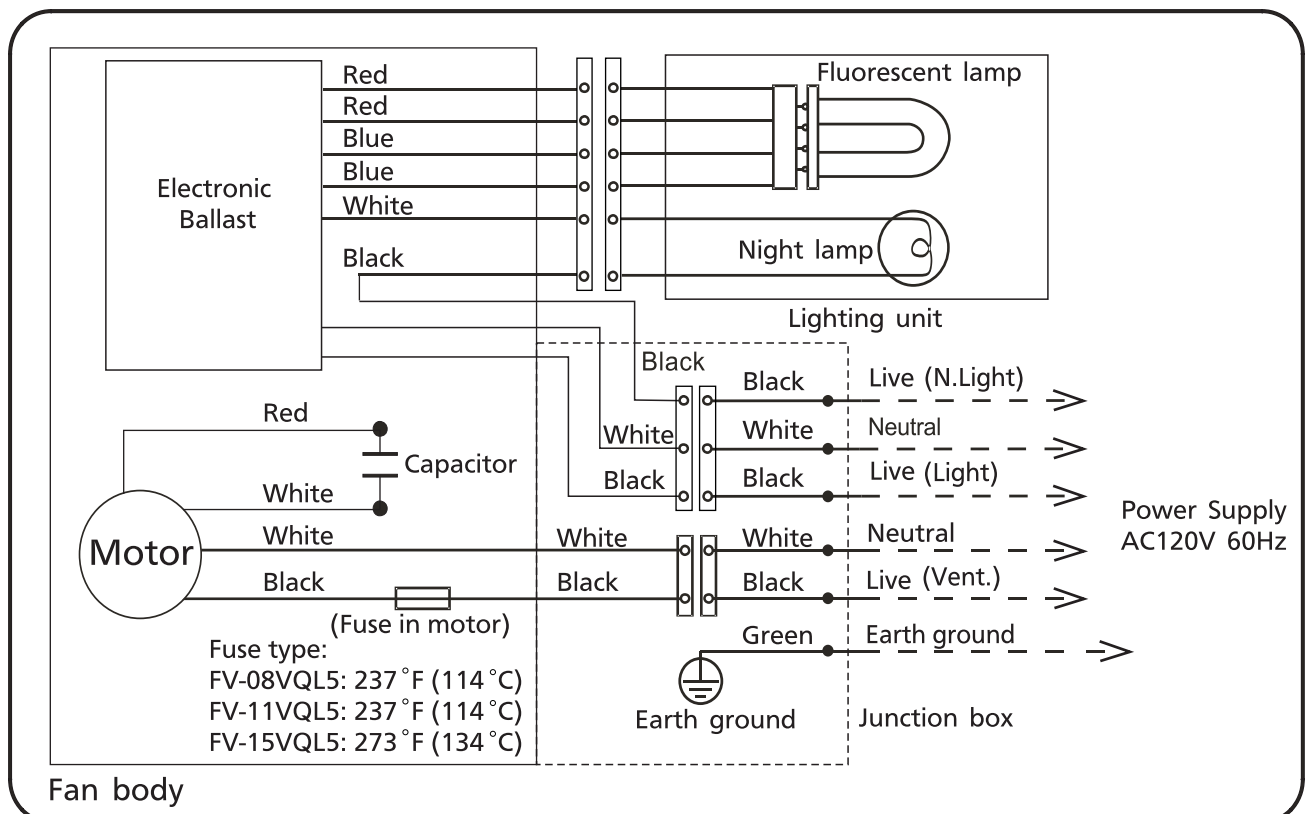 Fluorescent lamp
Red
Red
Blue
Blue
White
Electronic
Ballast
Black
Night lamp
Lighting unit
Black
Black
Live (N.Light)
White
White
Neutral
Black
Black
Live (Light)
Red
Capacitor
White
Motor
White
White
White
Neutral
Black
Black
Black
Live (Vent.)
Power Supply
AC120V 60Hz
(Fuse in motor)
Green
Earth ground
Fuse type:
FV-08VQL5: 237˚F (114˚C)
FV-11VQL5: 237˚F (114˚C)
FV-15VQL5: 273˚F (134˚C)
Earth ground
Junction box
Fan body